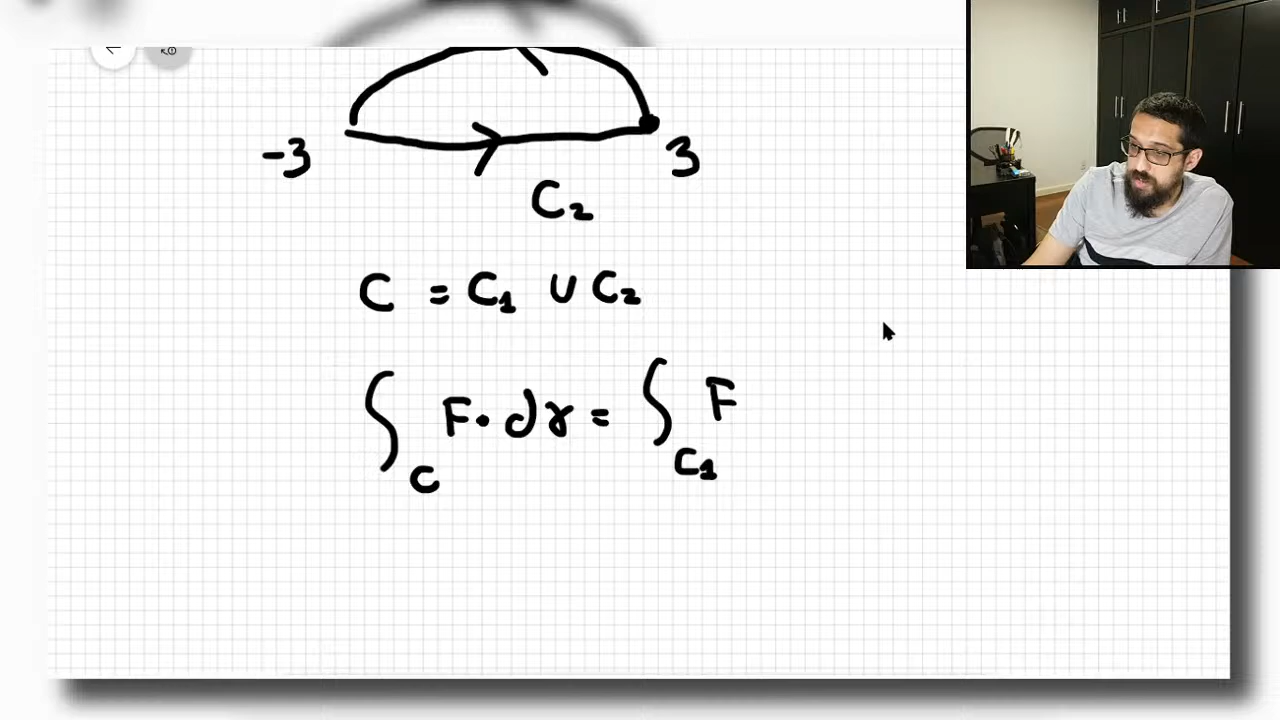 -3 3
C₂
C = C₁ ∪ C₂
∫_C F · dγ = ∫_C₁ F